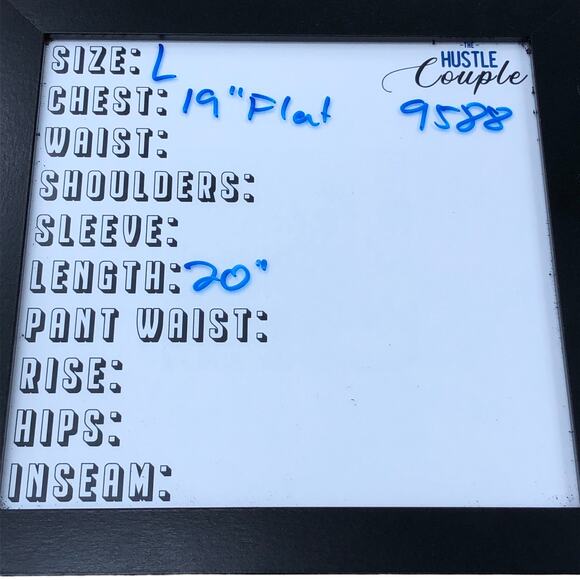 SIZE: L
-THE-
HUSTLE
Couple
CHEST: 19" Flat
9588
WAIST:
SHOULDERS:
SLEEVE:
LENGTH: 20"
PANT WAIST:
RISE:
HIPS:
INSEAM: